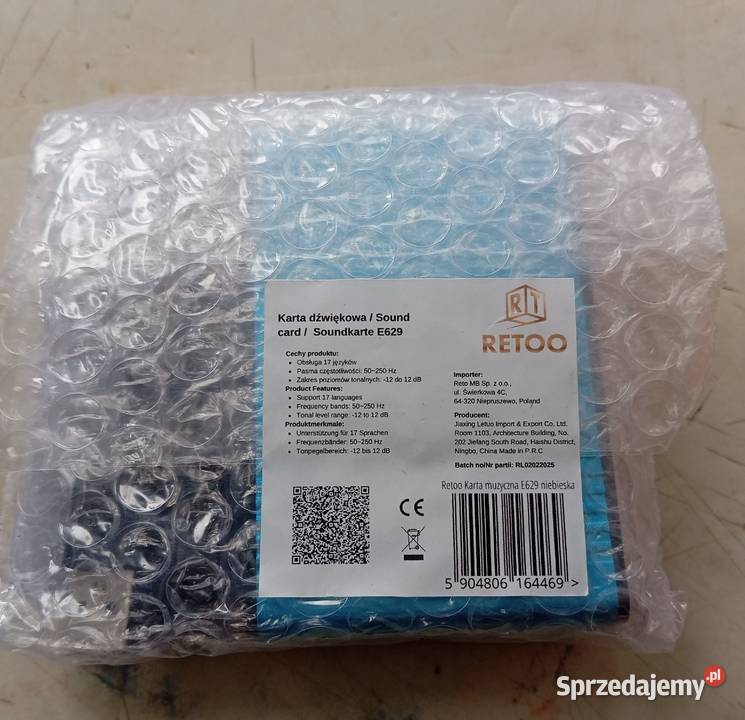 Karta dźwiękowa / Sound
card / Soundkarte E629
Cechy produktu:
• Obsługa 17 języków
• Pasma częstotliwości: 50~250 Hz
• Zakres poziomów tonalnych: -12 do 12 dB
Product Features:
• Support 17 languages
• Frequency bands: 50~250 Hz
• Tonal level range: -12 to 12 dB
Produktmerkmale:
• Unterstützung für 17 Sprachen
• Frequenzbänder: 50~250 Hz
• Tonpegelbereich: -12 bis 12 dB
RT
RETOO
Importer:
Reto MB Sp. z o.o.,
ul. Świerkowa 4C,
64-320 Niepruszewo, Poland
Producent:
Jiaxing Letuo Import & Export Co. Ltd.
Room 1103, Architecture Building, No.
202 Jiefang South Road, Haishu District,
Ningbo, China Made in P.R.C
Batch no/Nr partii: RL02022025
CE
Retoo Karta muzyczna E629 niebieska
5 904806 164469 >
Sprzedajemy.pl